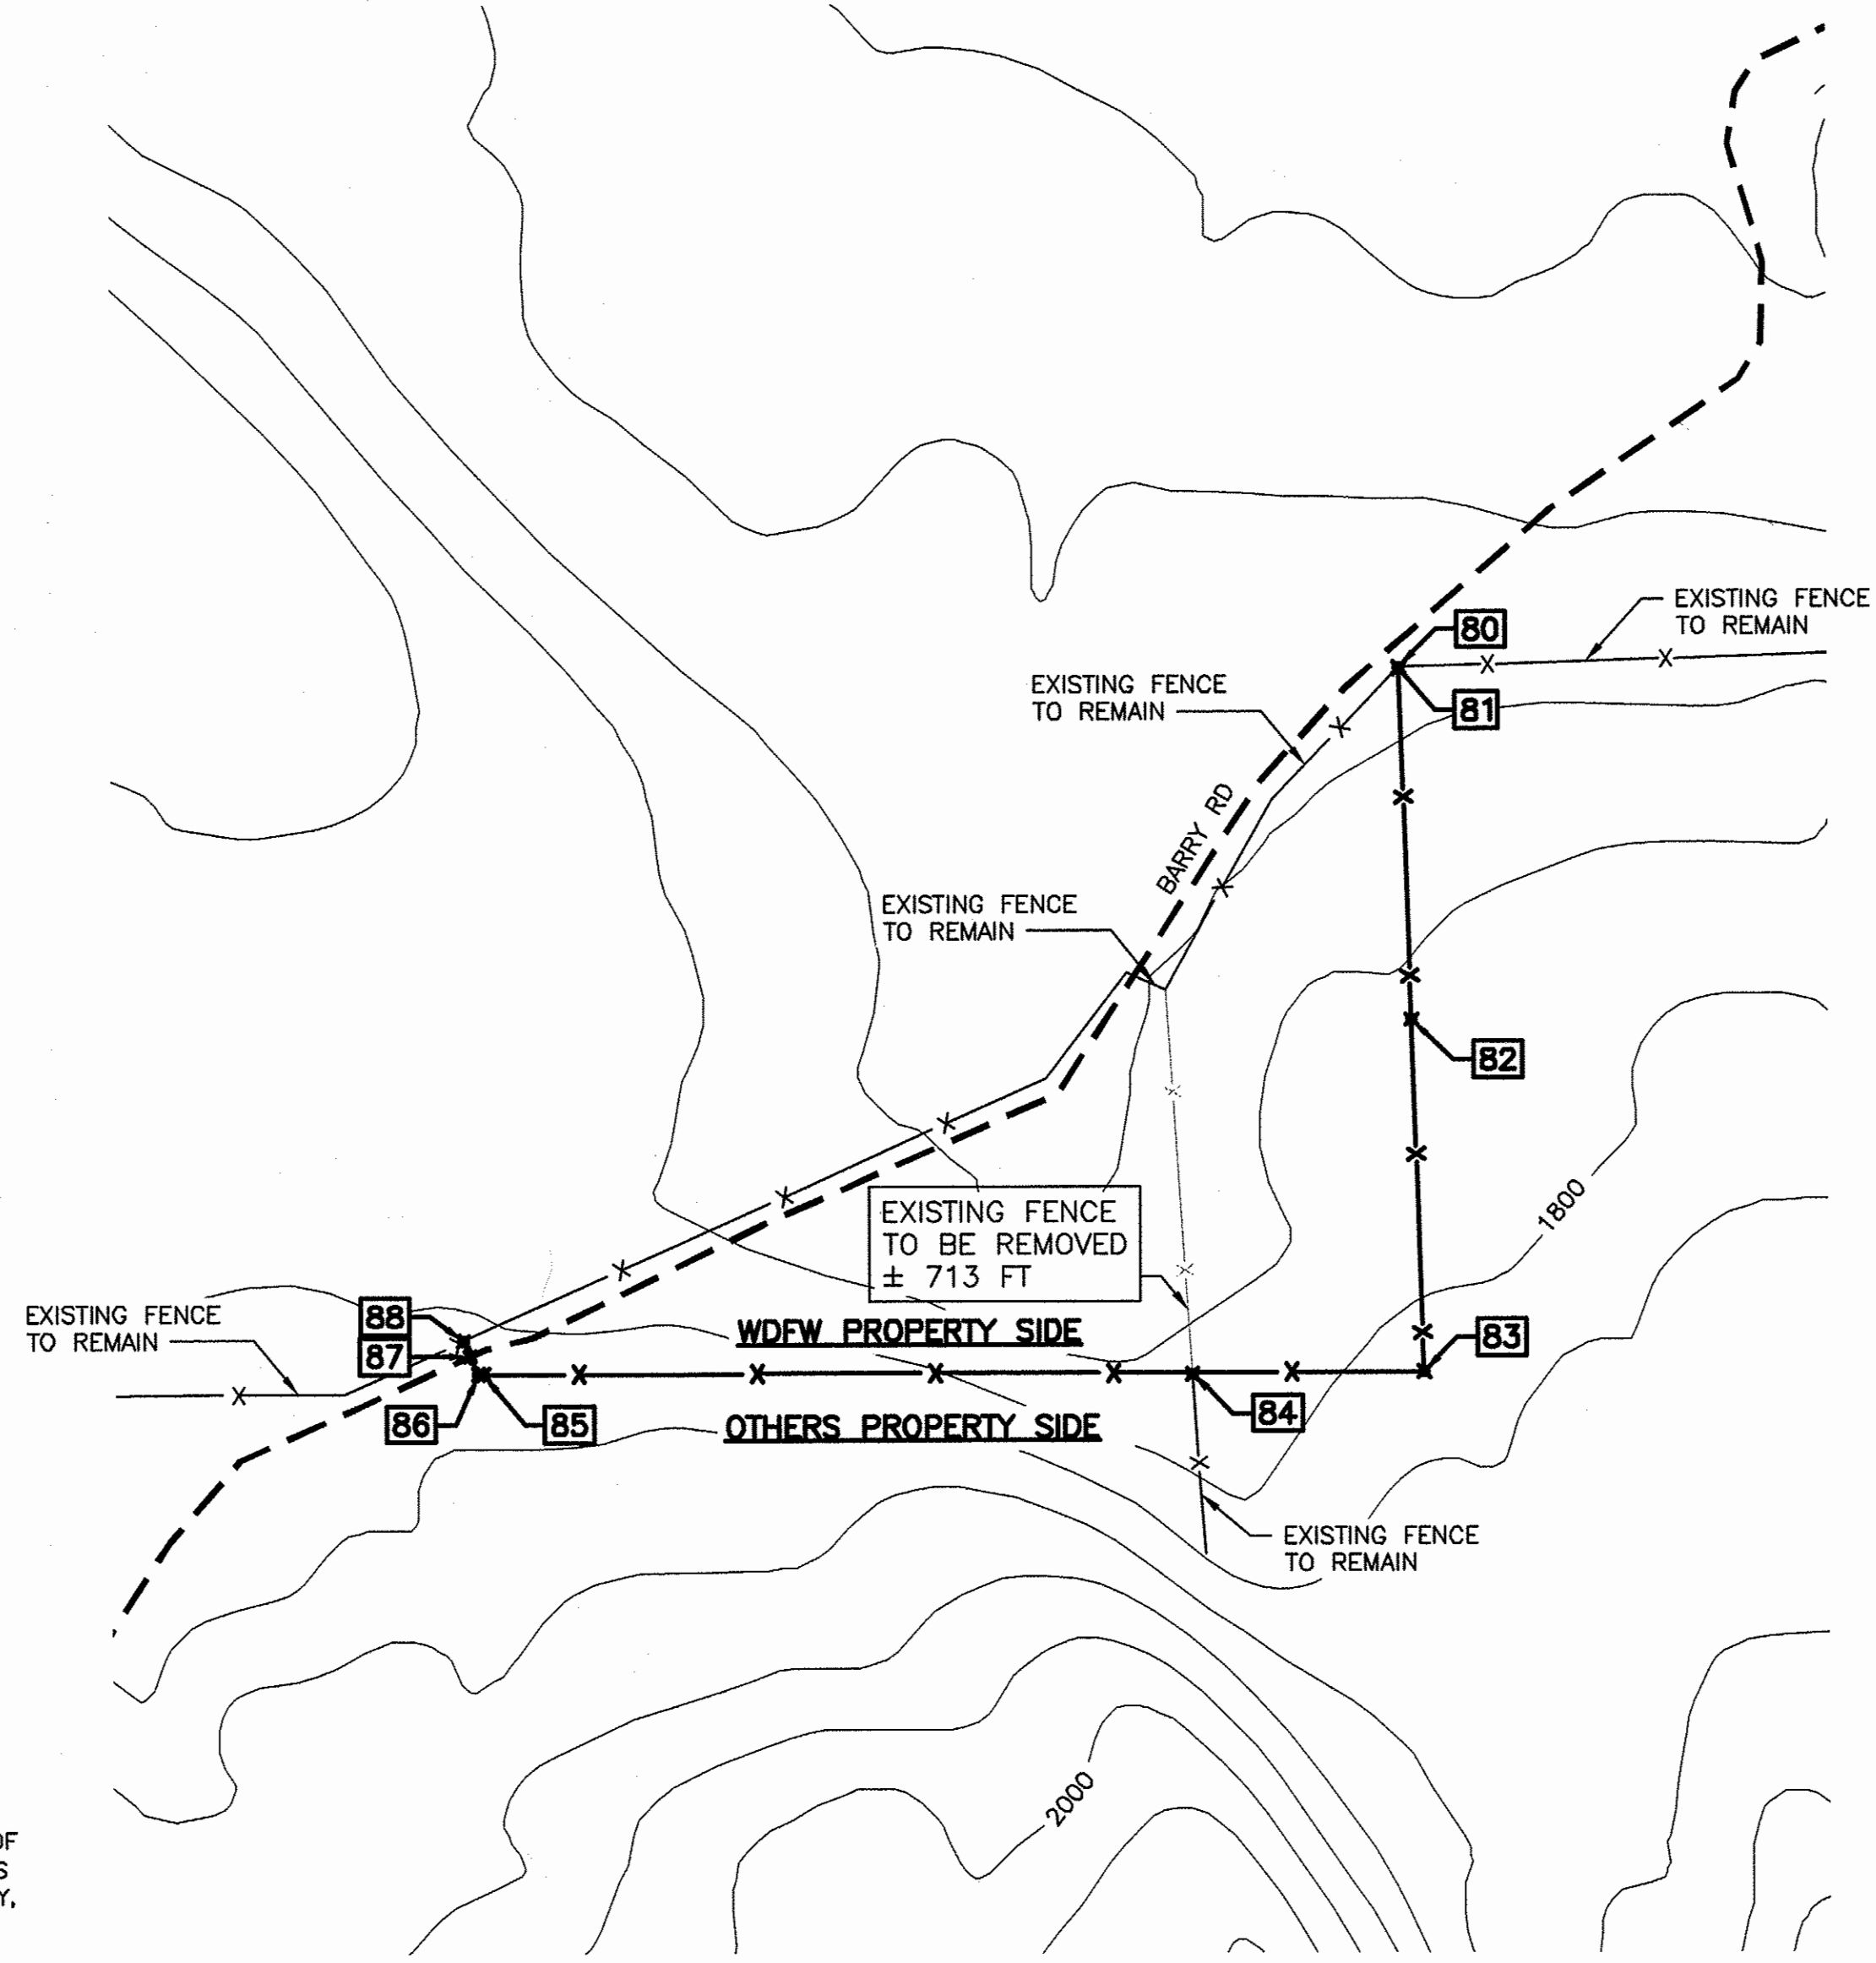 EXISTING FENCE
TO REMAIN
80
EXISTING FENCE
TO REMAIN
81
BARRY RD
EXISTING FENCE
TO REMAIN
82
1800
EXISTING FENCE
TO BE REMOVED
± 713 FT
88
EXISTING FENCE
TO REMAIN
WDFW PROPERTY SIDE
83
87
86
85
84
OTHERS PROPERTY SIDE
EXISTING FENCE
TO REMAIN
2000
OF
S
Y,